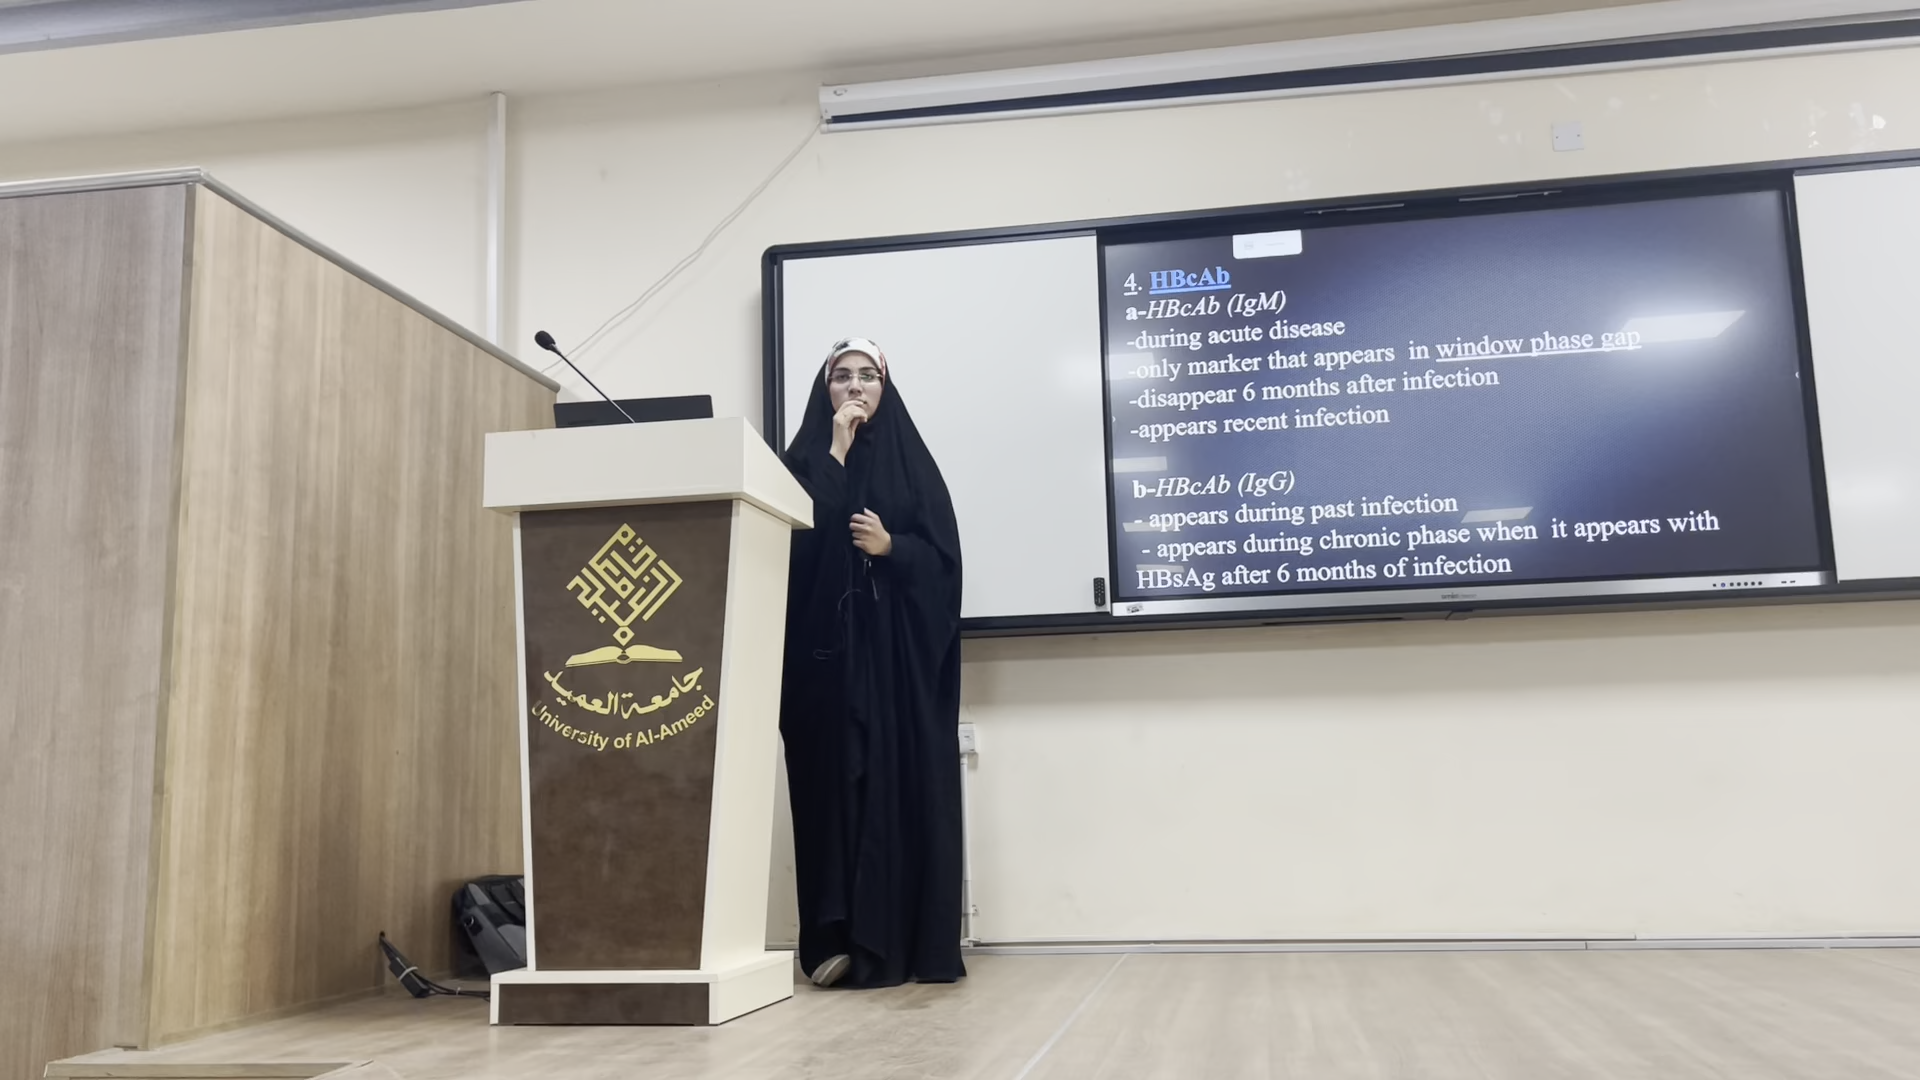 جامعة العميد
University of Al-Ameed
4. HBcAb
a-HBcAb (IgM)
-during acute disease
-only marker that appears in window phase gap
-disappear 6 months after infection
-appears recent infection
b-HBcAb (IgG)
- appears during past infection
- appears during chronic phase when it appears with
HBsAg after 6 months of infection